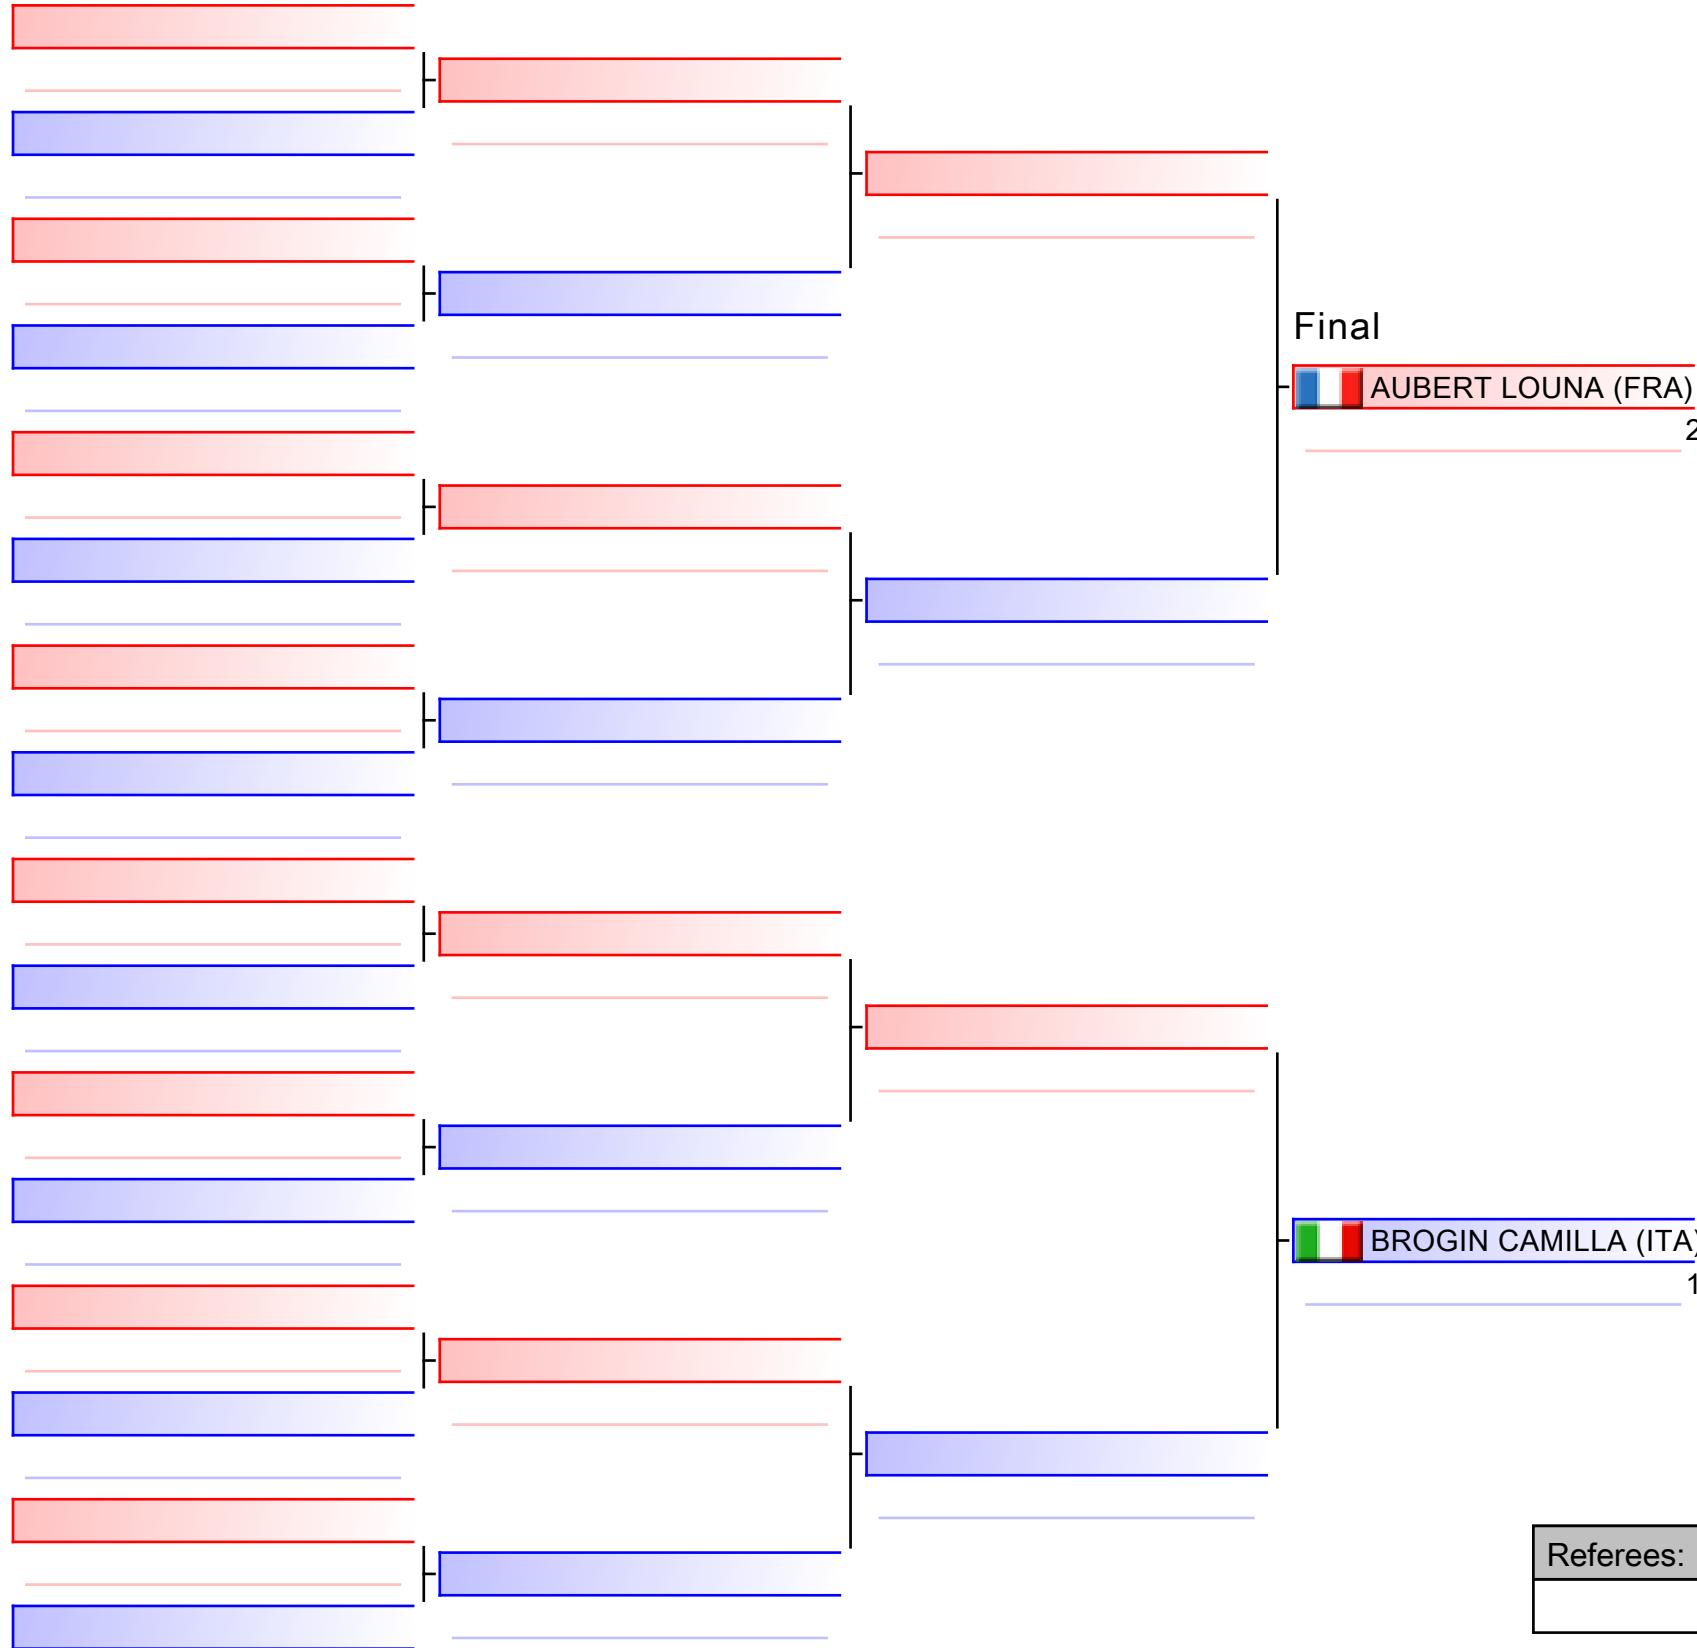 Final
AUBERT LOUNA (FRA)
2
BROGIN CAMILLA (ITA)
1
Referees: